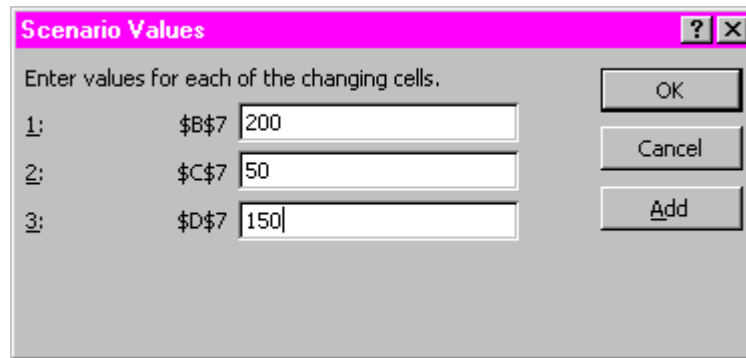 Scenario Values
Enter values for each of the changing cells.
1: $B$7 200
2: $C$7 50
3: $D$7 150
OK
Cancel
Add